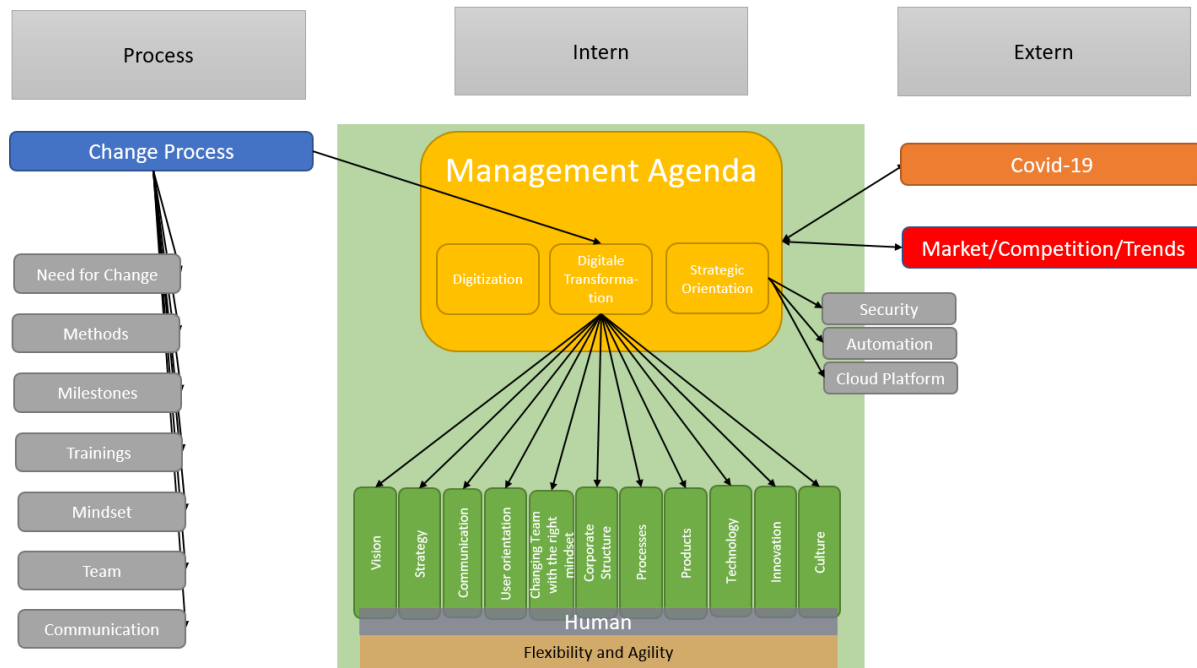 Process
Intern
Extern
Change Process
Need for Change
Methods
Milestones
Trainings
Mindset
Team
Communication
Management Agenda
Digitization
Digitale
Transforma-
tion
Strategic
Orientation
Covid-19
Market/Competition/Trends
Security
Automation
Cloud Platform
Vision
Strategy
Communication
User orientation
Changing Team
with the right
mindset
Corporate
Structure
Processes
Products
Technology
Innovation
Culture
Human
Flexibility and Agility